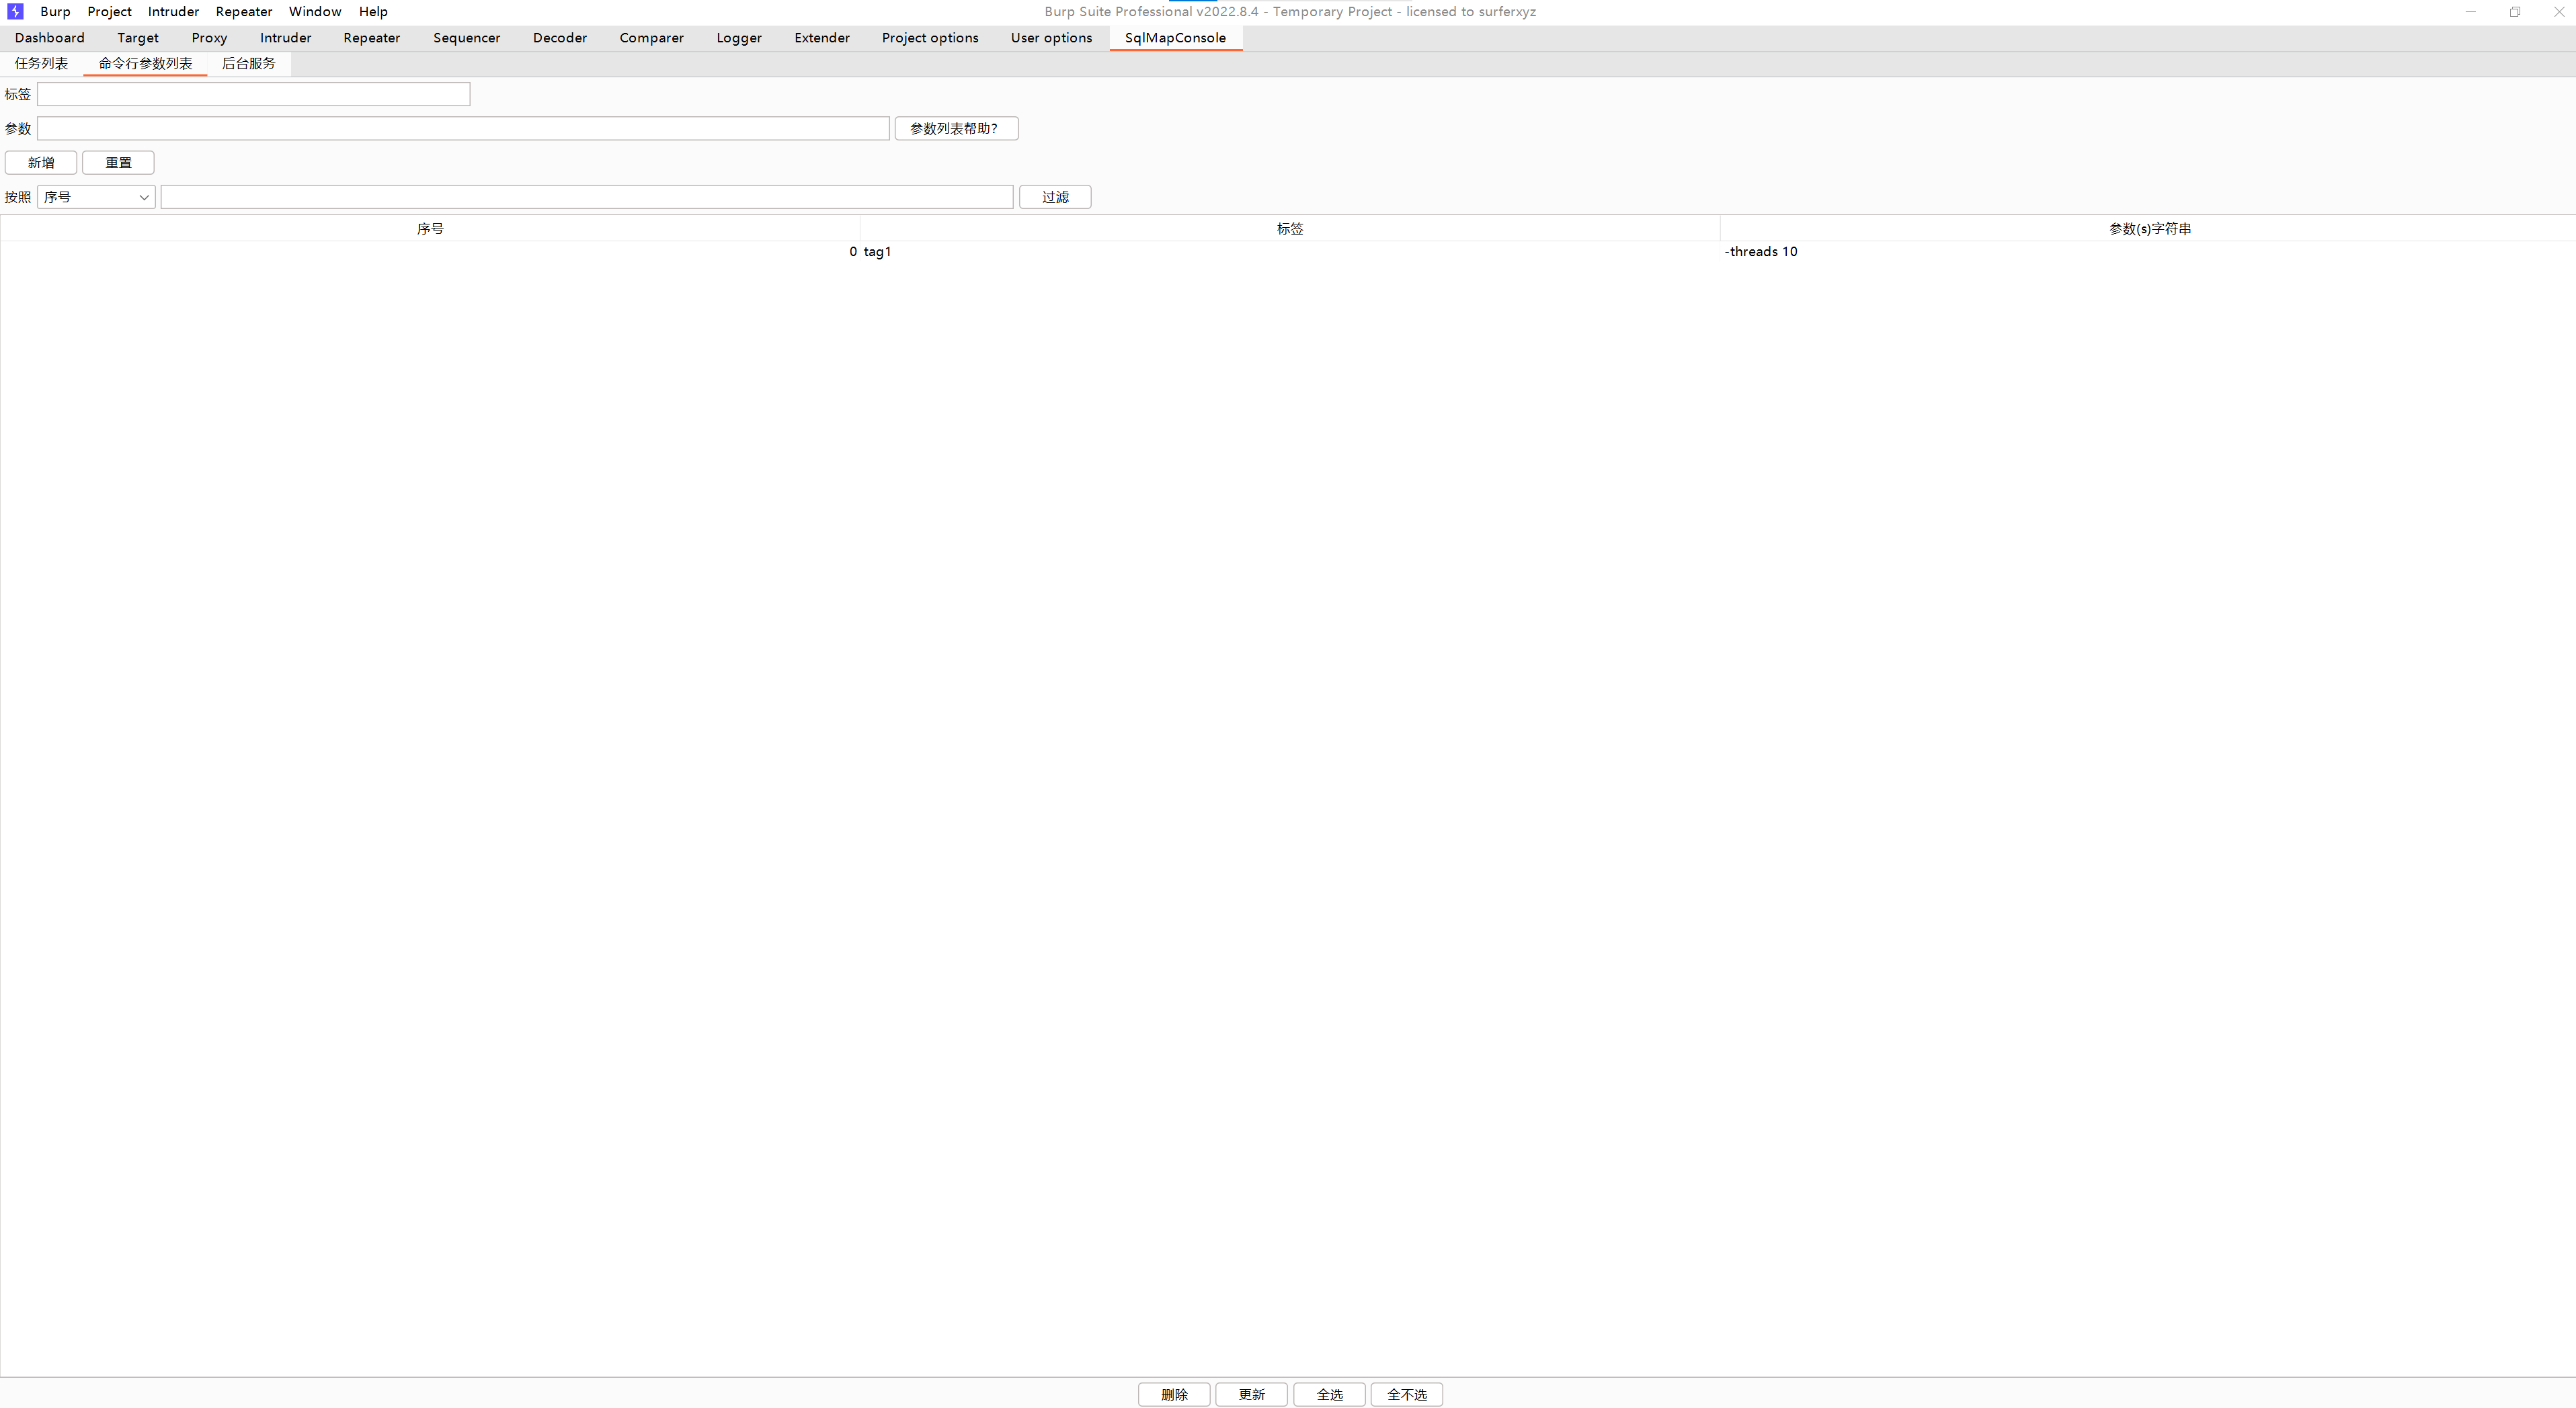 Burp Project Intruder Repeater Window Help Burp Suite Professional v2022.8.4 - Temporary Project - licensed to surferxyz
Dashboard Target Proxy Intruder Repeater Sequencer Decoder Comparer Logger Extender Project options User options SqlMapConsole
任务列表 命令行参数列表 后台服务
标签
参数 参数列表帮助?
新增 重置
按照 序号 过滤
序号 标签 参数(s)字符串
0 tag1 -threads 10
删除 更新 全选 全不选